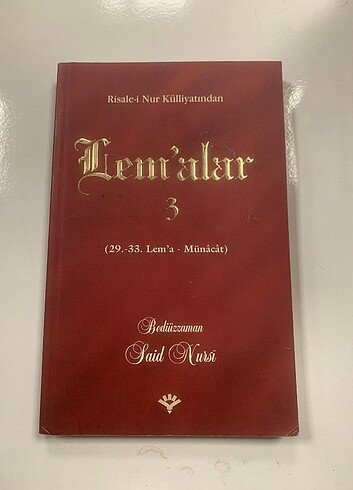 Risale-i Nur Külliyatından
Lem'alar
3
(29.-33. Lem'a - Münâcât)
Bediüzzaman
Said Nursî